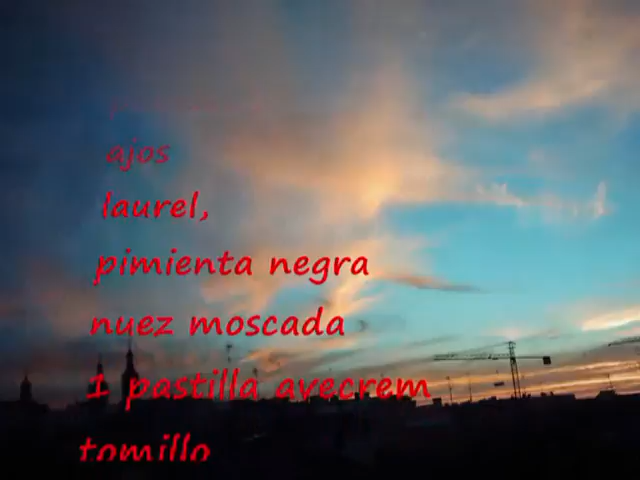 ajos
laurel,
pimienta negra
nuez moscada
1 pastilla avecrem
tomillo